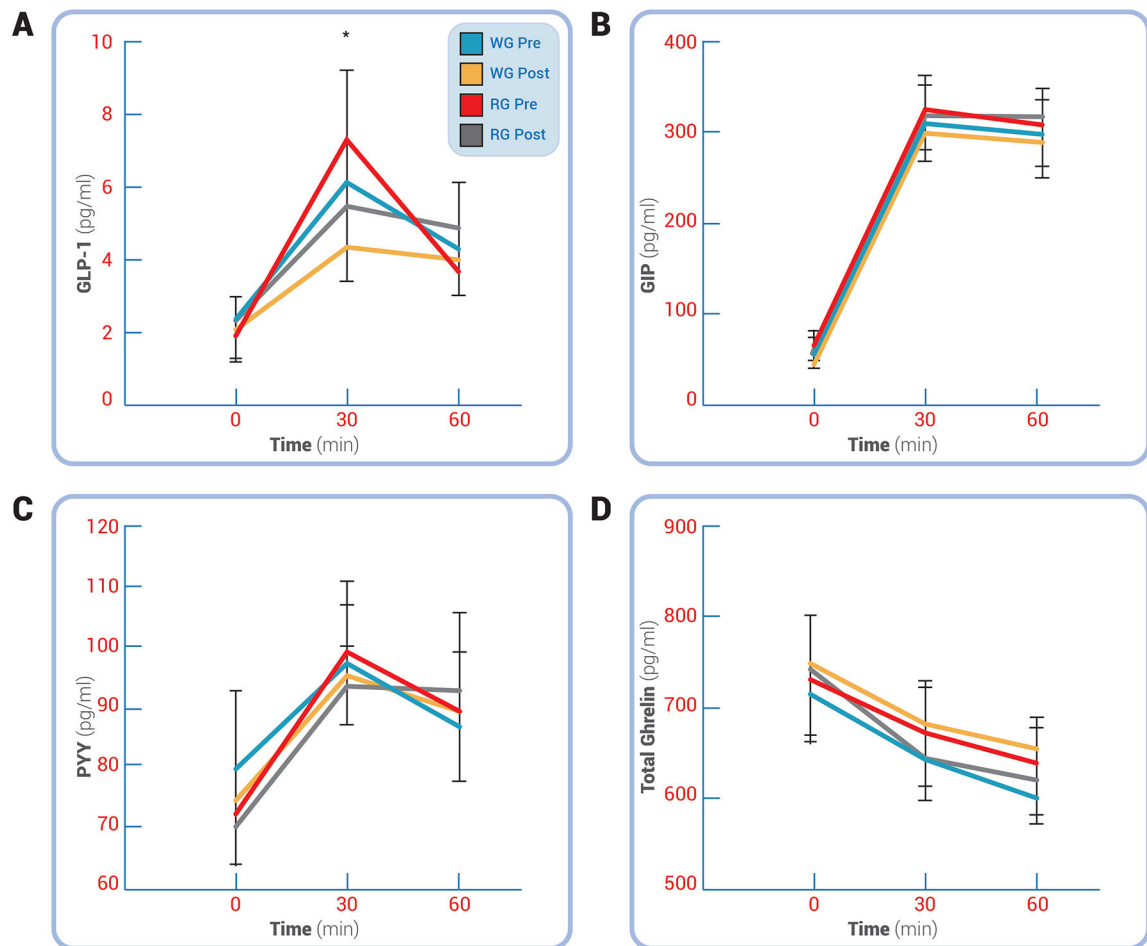 A
10
8
6
4
2
0
GLP-1 (pg/ml)
*
WG Pre
WG Post
RG Pre
RG Post
0 30 60
Time (min)
B
400
300
200
100
0
GIP (pg/ml)
0 30 60
Time (min)
C
120
110
100
90
80
70
60
PYY (pg/ml)
0 30 60
Time (min)
D
900
800
700
600
500
Total Ghrelin (pg/ml)
0 30 60
Time (min)